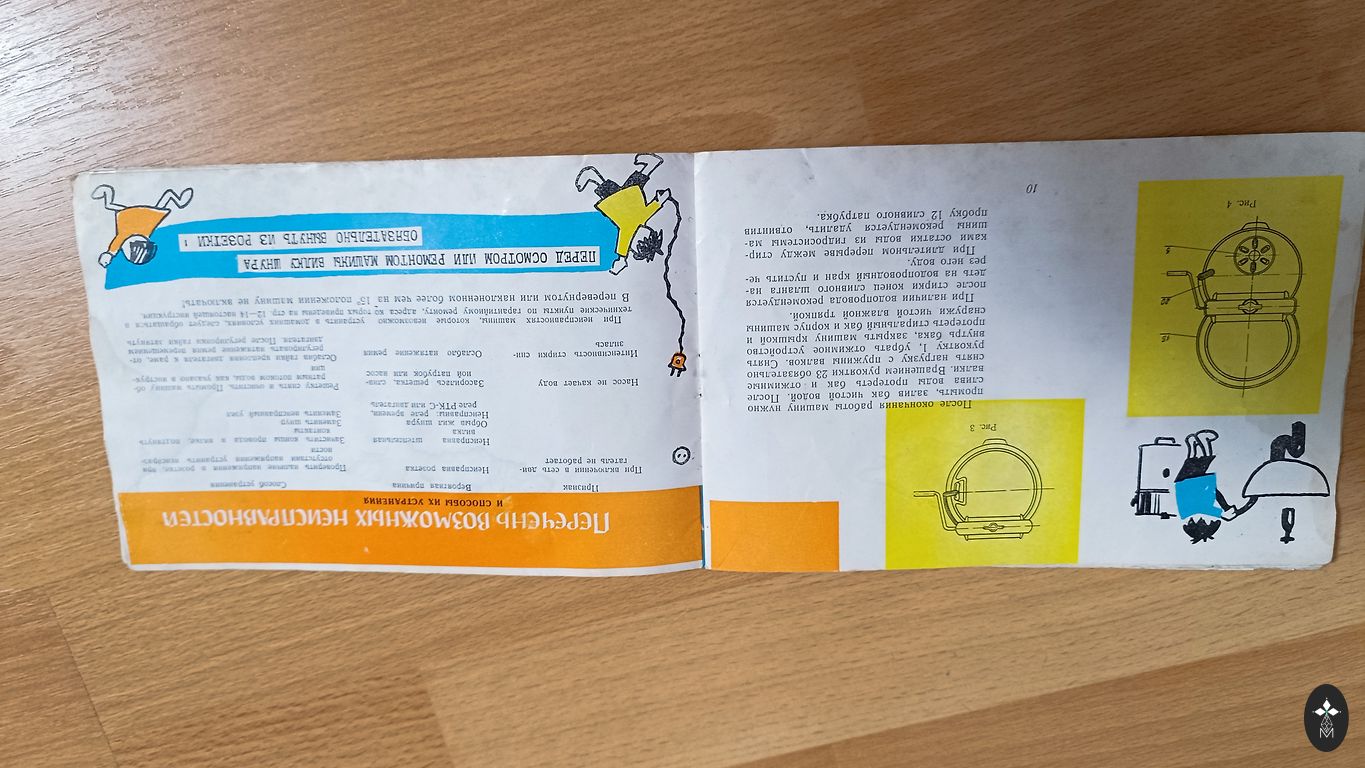 Рис. 3
Рис. 4
15
22
После окончания работы машину нужно
промыть, залив бак чистой водой. После
слива воды протереть бак и отжимные
валки. Вращением рукоятки 23 обязательно
снять нагрузку с пружины валков. Снять
рукоятку 1, убрать отжимное устройство
внутрь бака, закрыть машину крышкой и
протереть стиральный бак и корпус машины
снаружи чистой влажной тряпкой.
При наличии водопровода рекомендуется
после стирки конец сливного шланга на-
деть на водопроводный кран и пустить че-
рез него воду.
При длительном перерыве между стир-
ками остатки воды из гидросистемы ма-
шины рекомендуется удалить, отвинтив
пробку 12 сливного патрубка.
10
ПЕРЕЧЕНЬ ВОЗМОЖНЫХ НЕИСПРАВНОСТЕЙ
И СПОСОБЫ ИХ УСТРАНЕНИЯ
Признак
Вероятная причина
Способ устранения
При включении в сеть дви-
гатель не работает
Неисправна розетка
Проверить наличие напряжения в розетке, при
отсутствии напряжения устранить неисправ-
ности
Неисправна штепсельная
вилка
Зачистить концы провода в вилке, подтянуть
контакты
Обрыв жил шнура
Заменить шнур
Неисправны: реле времени,
реле РТК-С или двигатель
Заменить неисправный узел
Насос не качает воду
Засорились решетка, слив-
ной патрубок или насос
Решетку снять и очистить. Промыть машину об-
ратным потоком воды, как указано в инструк-
ции
Интенсивность стирки сни-
зилась
Ослабло натяжение ремня
Ослабив гайки крепления двигателя к раме, от-
регулировать натяжение ремня перемещением
двигателя. После регулировки гайки затянуть
При неисправностях машины, которые невозможно устранить в домашних условиях, следует обращаться в
технические пункты по гарантийному ремонту, адреса которых приведены на стр. 12—14 настоящей инструкции.
В перевернутом или наклоненном более чем на 15° положении машину не включать!
ПЕРЕД ОСМОТРОМ ИЛИ РЕМОНТОМ МАШИНЫ ВИЛКУ ШНУРА
ОБЯЗАТЕЛЬНО ВЫНУТЬ ИЗ РОЗЕТКИ !
M